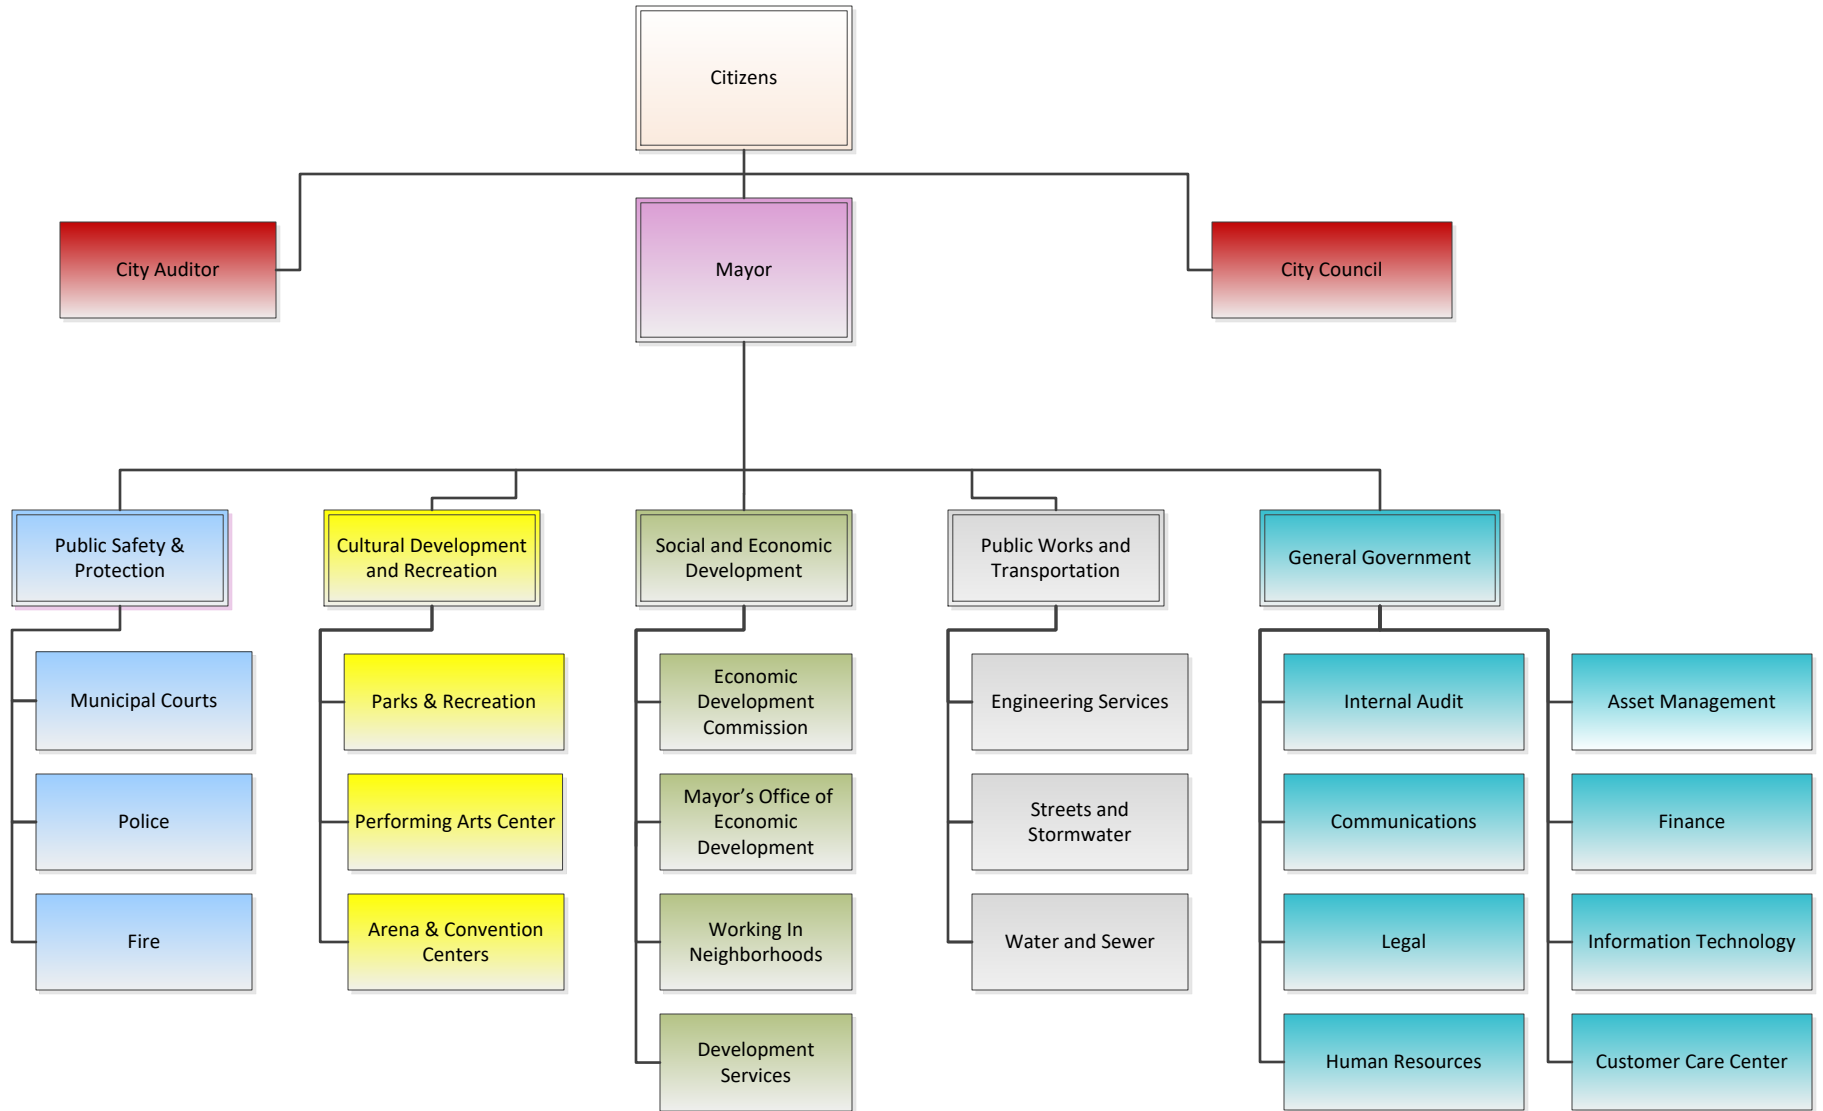 Citizens
City Auditor
Mayor
City Council
Public Safety &
Protection
Cultural Development
and Recreation
Social and Economic
Development
Public Works and
Transportation
General Government
Municipal Courts
Police
Fire
Parks & Recreation
Performing Arts Center
Arena & Convention
Centers
Economic
Development
Commission
Mayor’s Office of
Economic
Development
Working In
Neighborhoods
Development
Services
Engineering Services
Streets and
Stormwater
Water and Sewer
Internal Audit
Communications
Legal
Human Resources
Asset Management
Finance
Information Technology
Customer Care Center